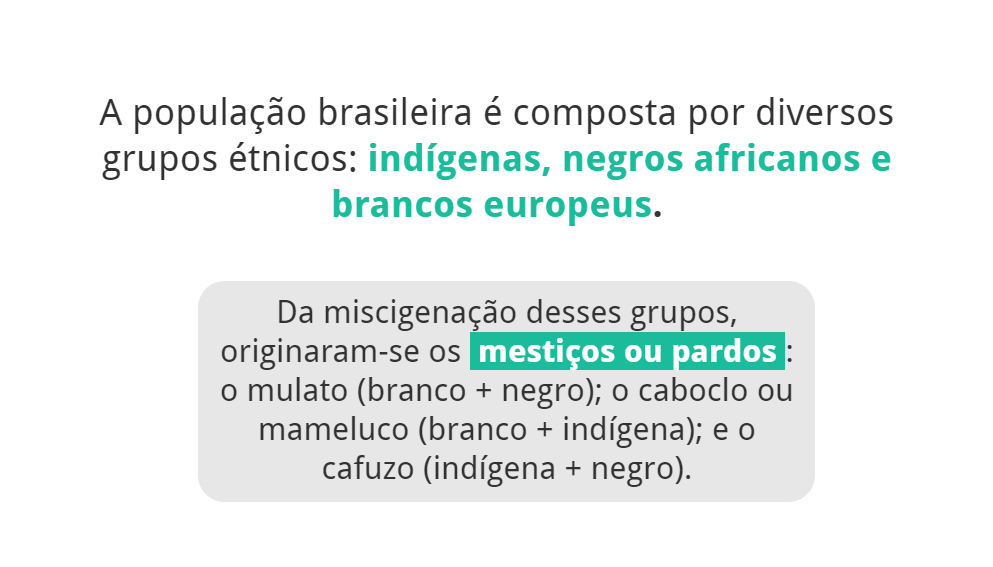 A população brasileira é composta por diversos
grupos étnicos: indígenas, negros africanos e
brancos europeus.
Da miscigenação desses grupos,
originaram-se os mestiços ou pardos:
o mulato (branco + negro); o caboclo ou
mameluco (branco + indígena); e o
cafuzo (indígena + negro).